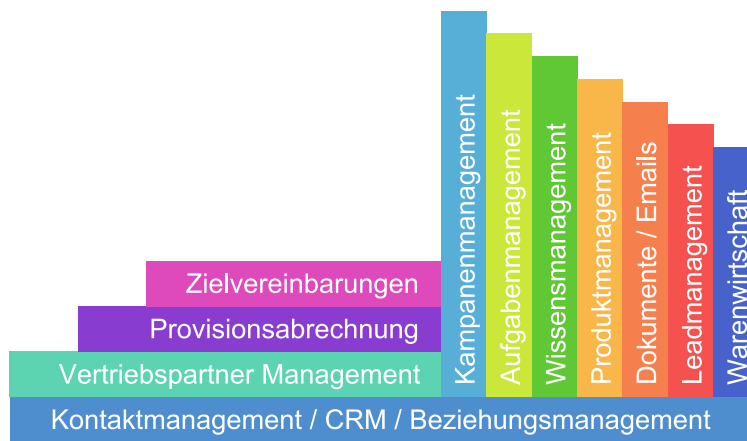 Kampanenmanagement
Aufgabenmanagement
Wissensmanagement
Produktmanagement
Dokumente / Emails
Leadmanagement
Warenwirtschaft
Zielvereinbarungen
Provisionsabrechnung
Vertriebspartner Management
Kontaktmanagement / CRM / Beziehungsmanagement